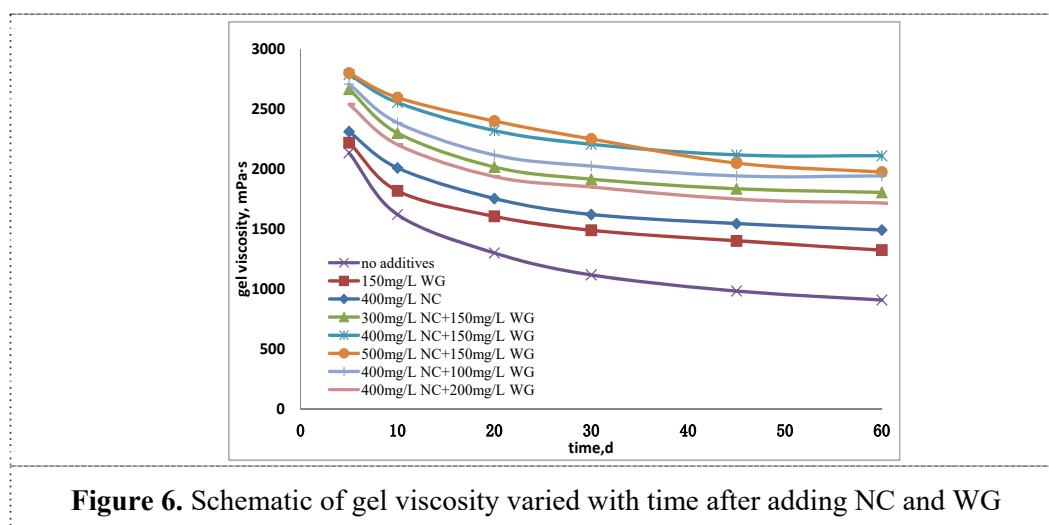 3000
2500
2000
1500
1000
500
0
gel viscosity, mPa·s
no additives
150mg/L WG
400mg/L NC
300mg/L NC+150mg/L WG
400mg/L NC+150mg/L WG
500mg/L NC+150mg/L WG
400mg/L NC+100mg/L WG
400mg/L NC+200mg/L WG
0 10 20 30 40 50 60
time,d
Figure 6. Schematic of gel viscosity varied with time after adding NC and WG